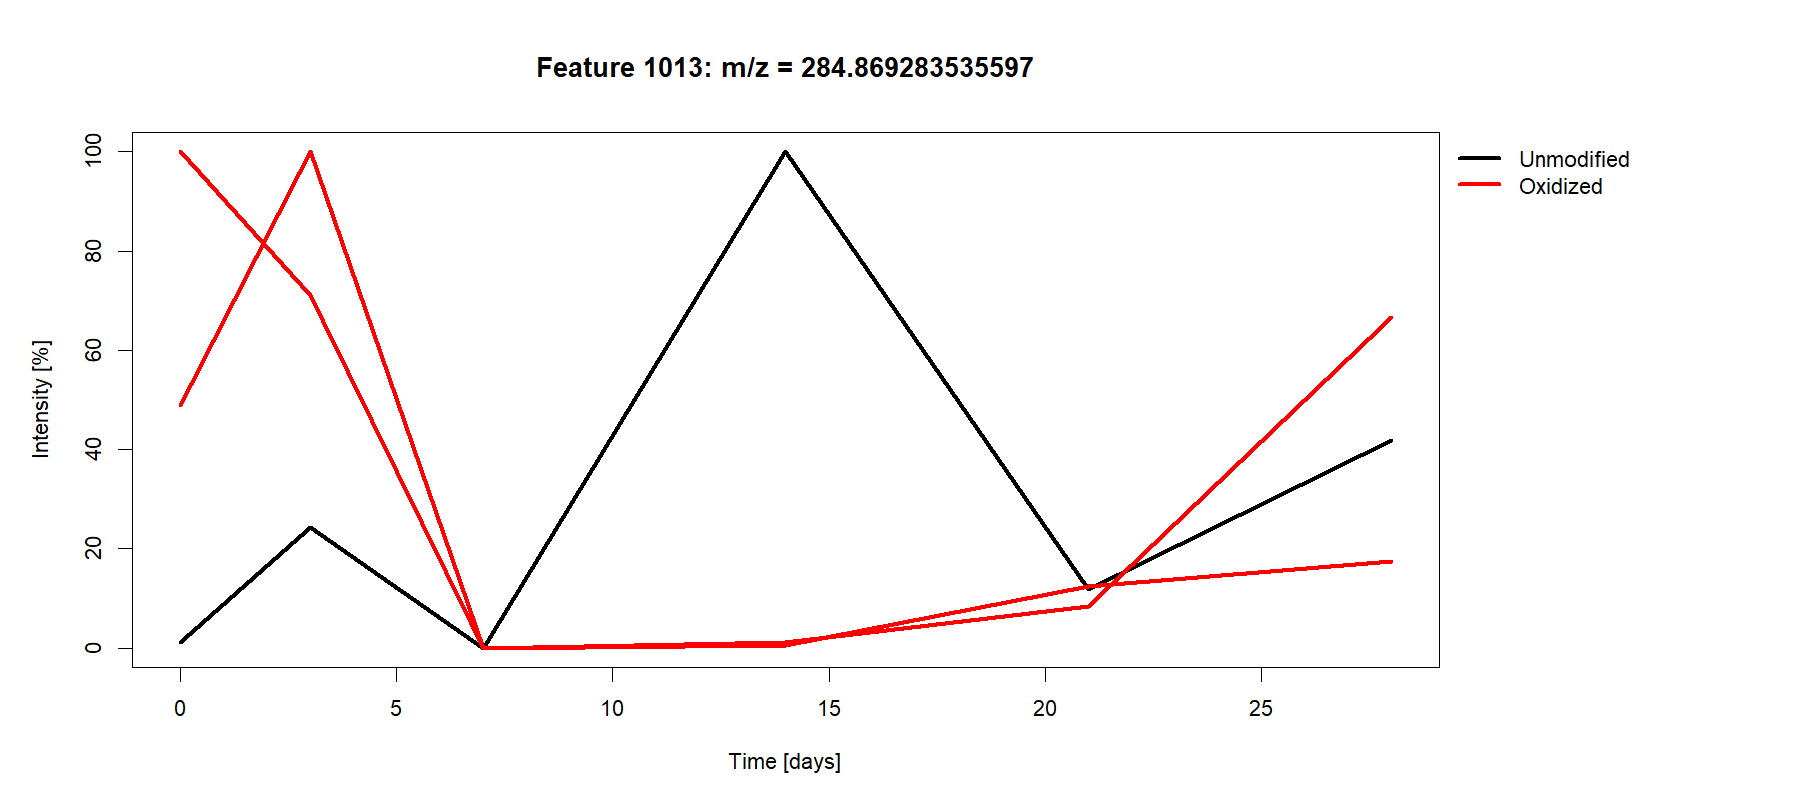 Feature 1013: m/z = 284.869283535597
Unmodified
Oxidized
Intensity [%]
100
80
60
40
20
0
0 5 10 15 20 25
Time [days]